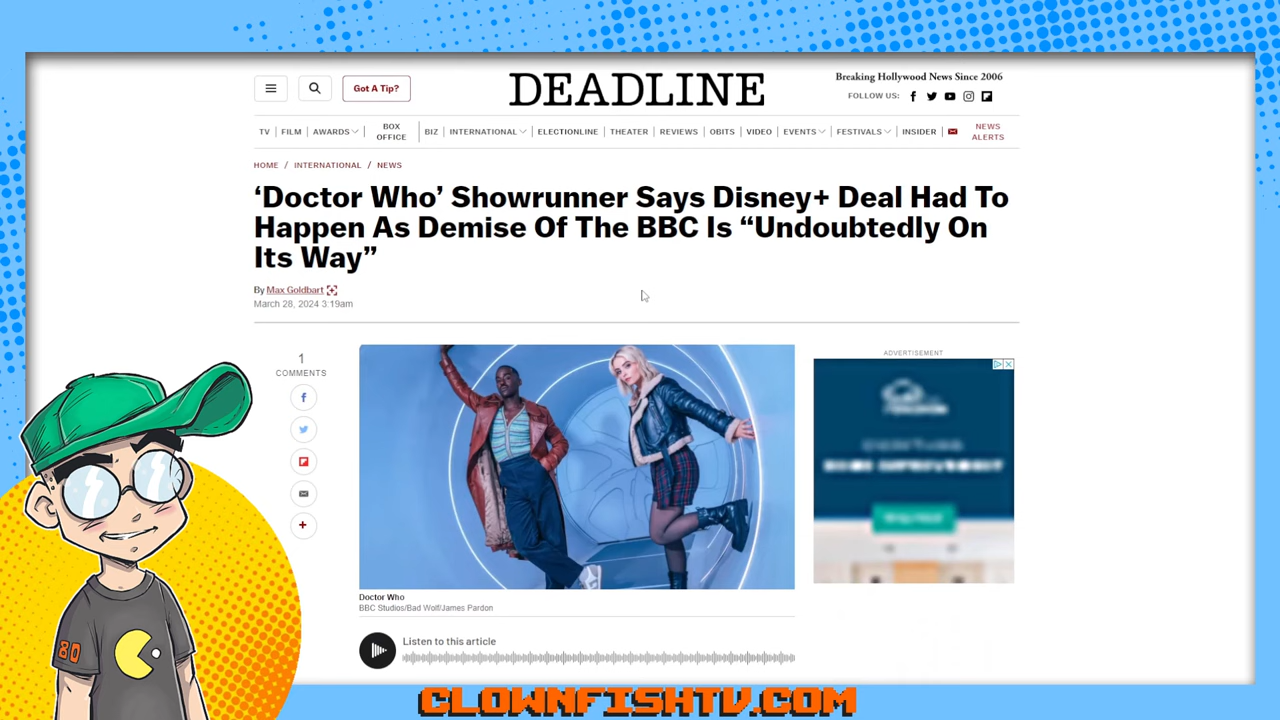 Got A Tip?
DEADLINE
Breaking Hollywood News Since 2006
FOLLOW US:
TV | FILM | AWARDS | BOX OFFICE | BIZ | INTERNATIONAL | ELECTIONLINE | THEATER | REVIEWS | OBITS | VIDEO | EVENTS | FESTIVALS | INSIDER | NEWS ALERTS
HOME / INTERNATIONAL / NEWS
‘Doctor Who’ Showrunner Says Disney+ Deal Had To
Happen As Demise Of The BBC Is “Undoubtedly On
Its Way”
By Max Goldbart
March 28, 2024 3:19am
1
COMMENTS
ADVERTISEMENT
Doctor Who
BBC Studios/Bad Wolf/James Pardon
Listen to this article
80
CLOWNFISHTV.COM